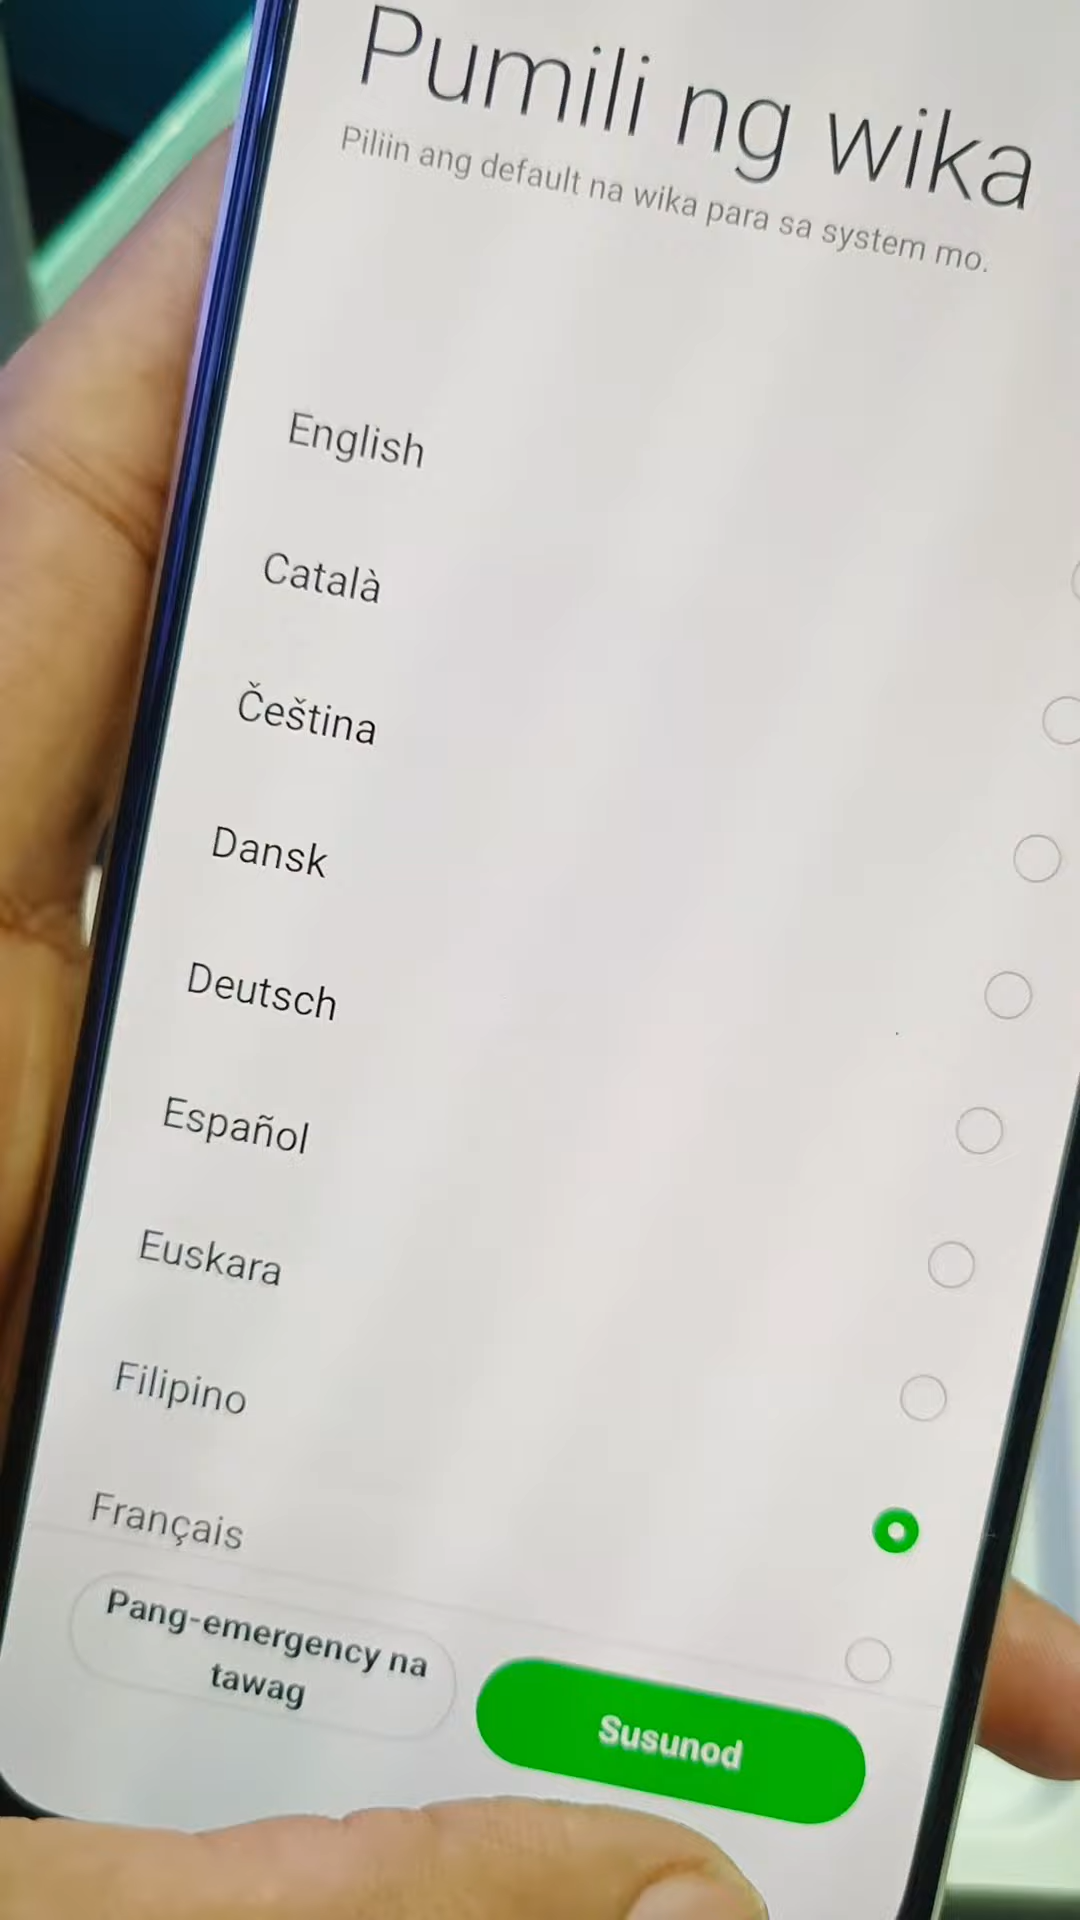 Pumili ng wika
Piliin ang default na wika para sa system mo.
English
Català
Čeština
Dansk
Deutsch
Español
Euskara
Filipino
Français
Pang-emergency na
tawag
Susunod